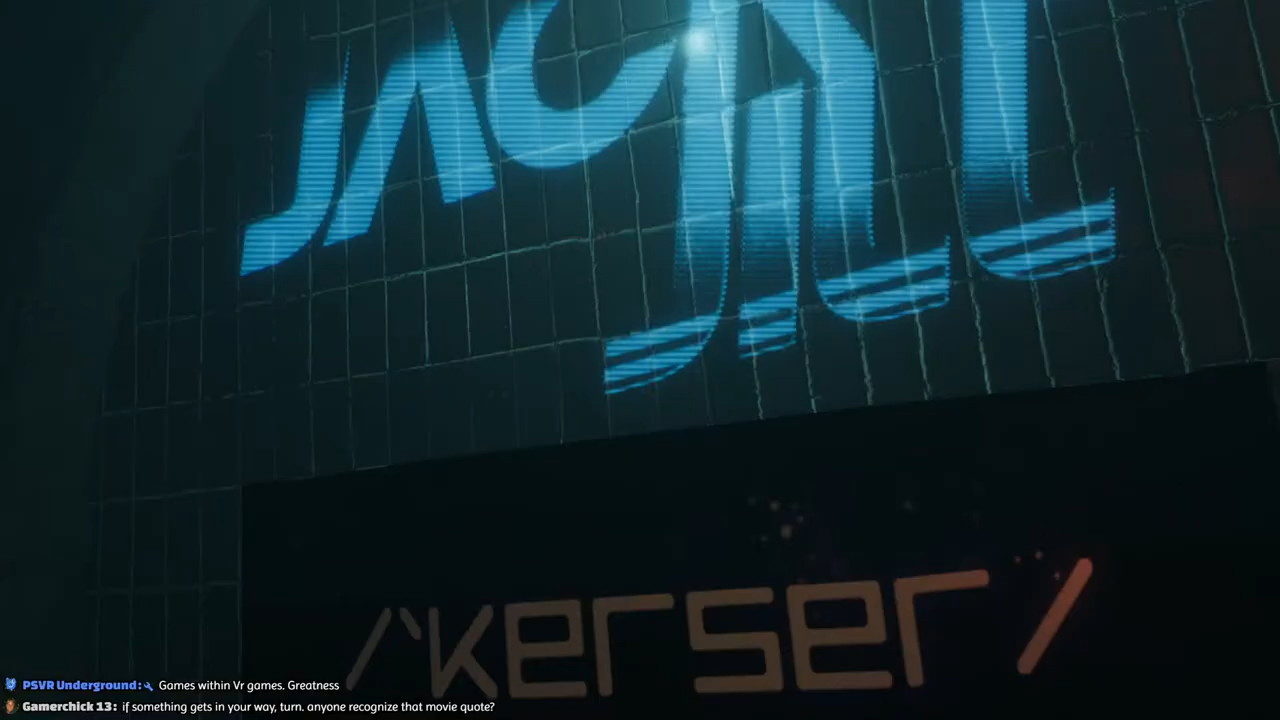 /'kerser/
PSVR Underground: Games within Vr games. Greatness
Gamerchick 13: if something gets in your way, turn. anyone recognize that movie quote?